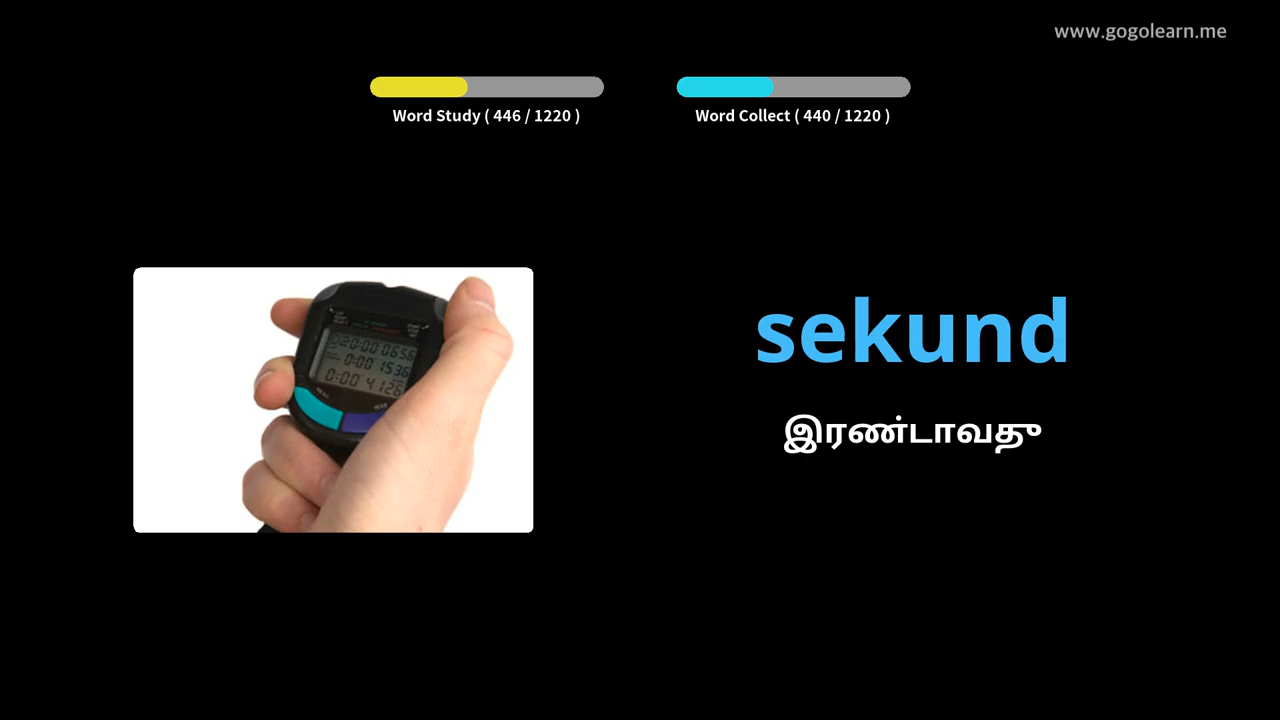 www.gogolearn.me
Word Study ( 446 / 1220 )
Word Collect ( 440 / 1220 )
sekund
இரண்டாவது